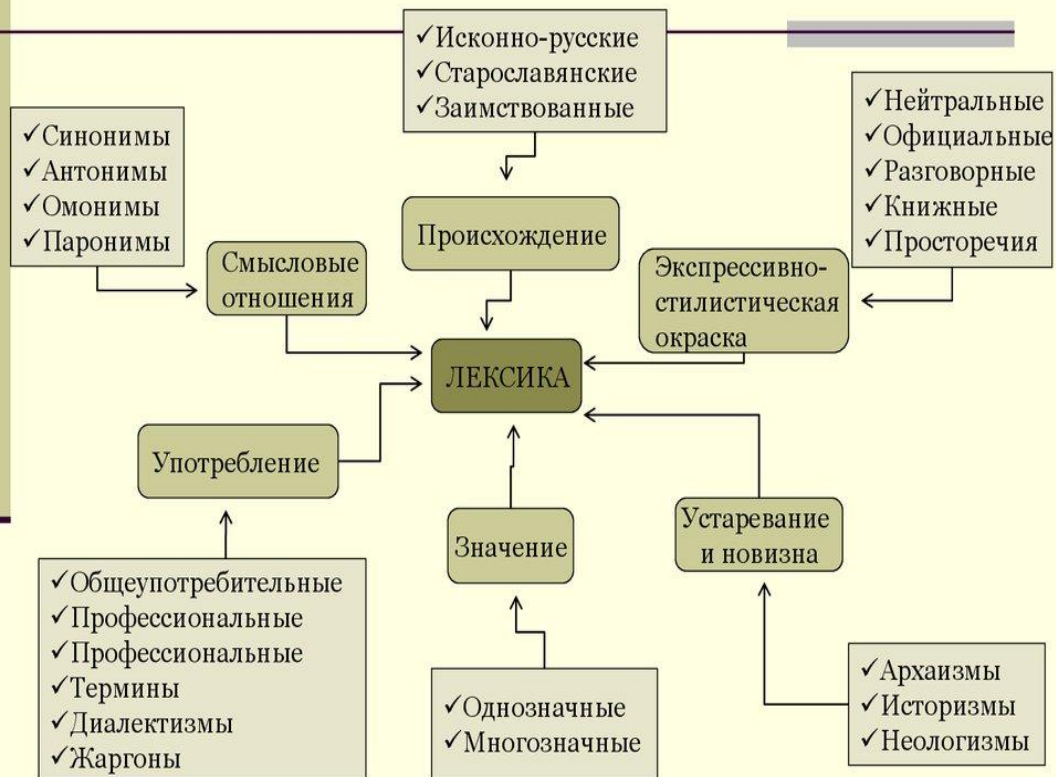 ✓Исконно-русские
✓Старославянские
✓Заимствованные
✓Синонимы
✓Антонимы
✓Омонимы
✓Паронимы
✓Нейтральные
✓Официальные
✓Разговорные
✓Книжные
✓Просторечия
Происхождение
Смысловые
отношения
Экспрессивно-
стилистическая
окраска
ЛЕКСИКА
Употребление
Значение
Устаревание
и новизна
✓Общеупотребительные
✓Профессиональные
✓Профессиональные
✓Термины
✓Диалектизмы
✓Жаргоны
✓Однозначные
✓Многозначные
✓Архаизмы
✓Историзмы
✓Неологизмы